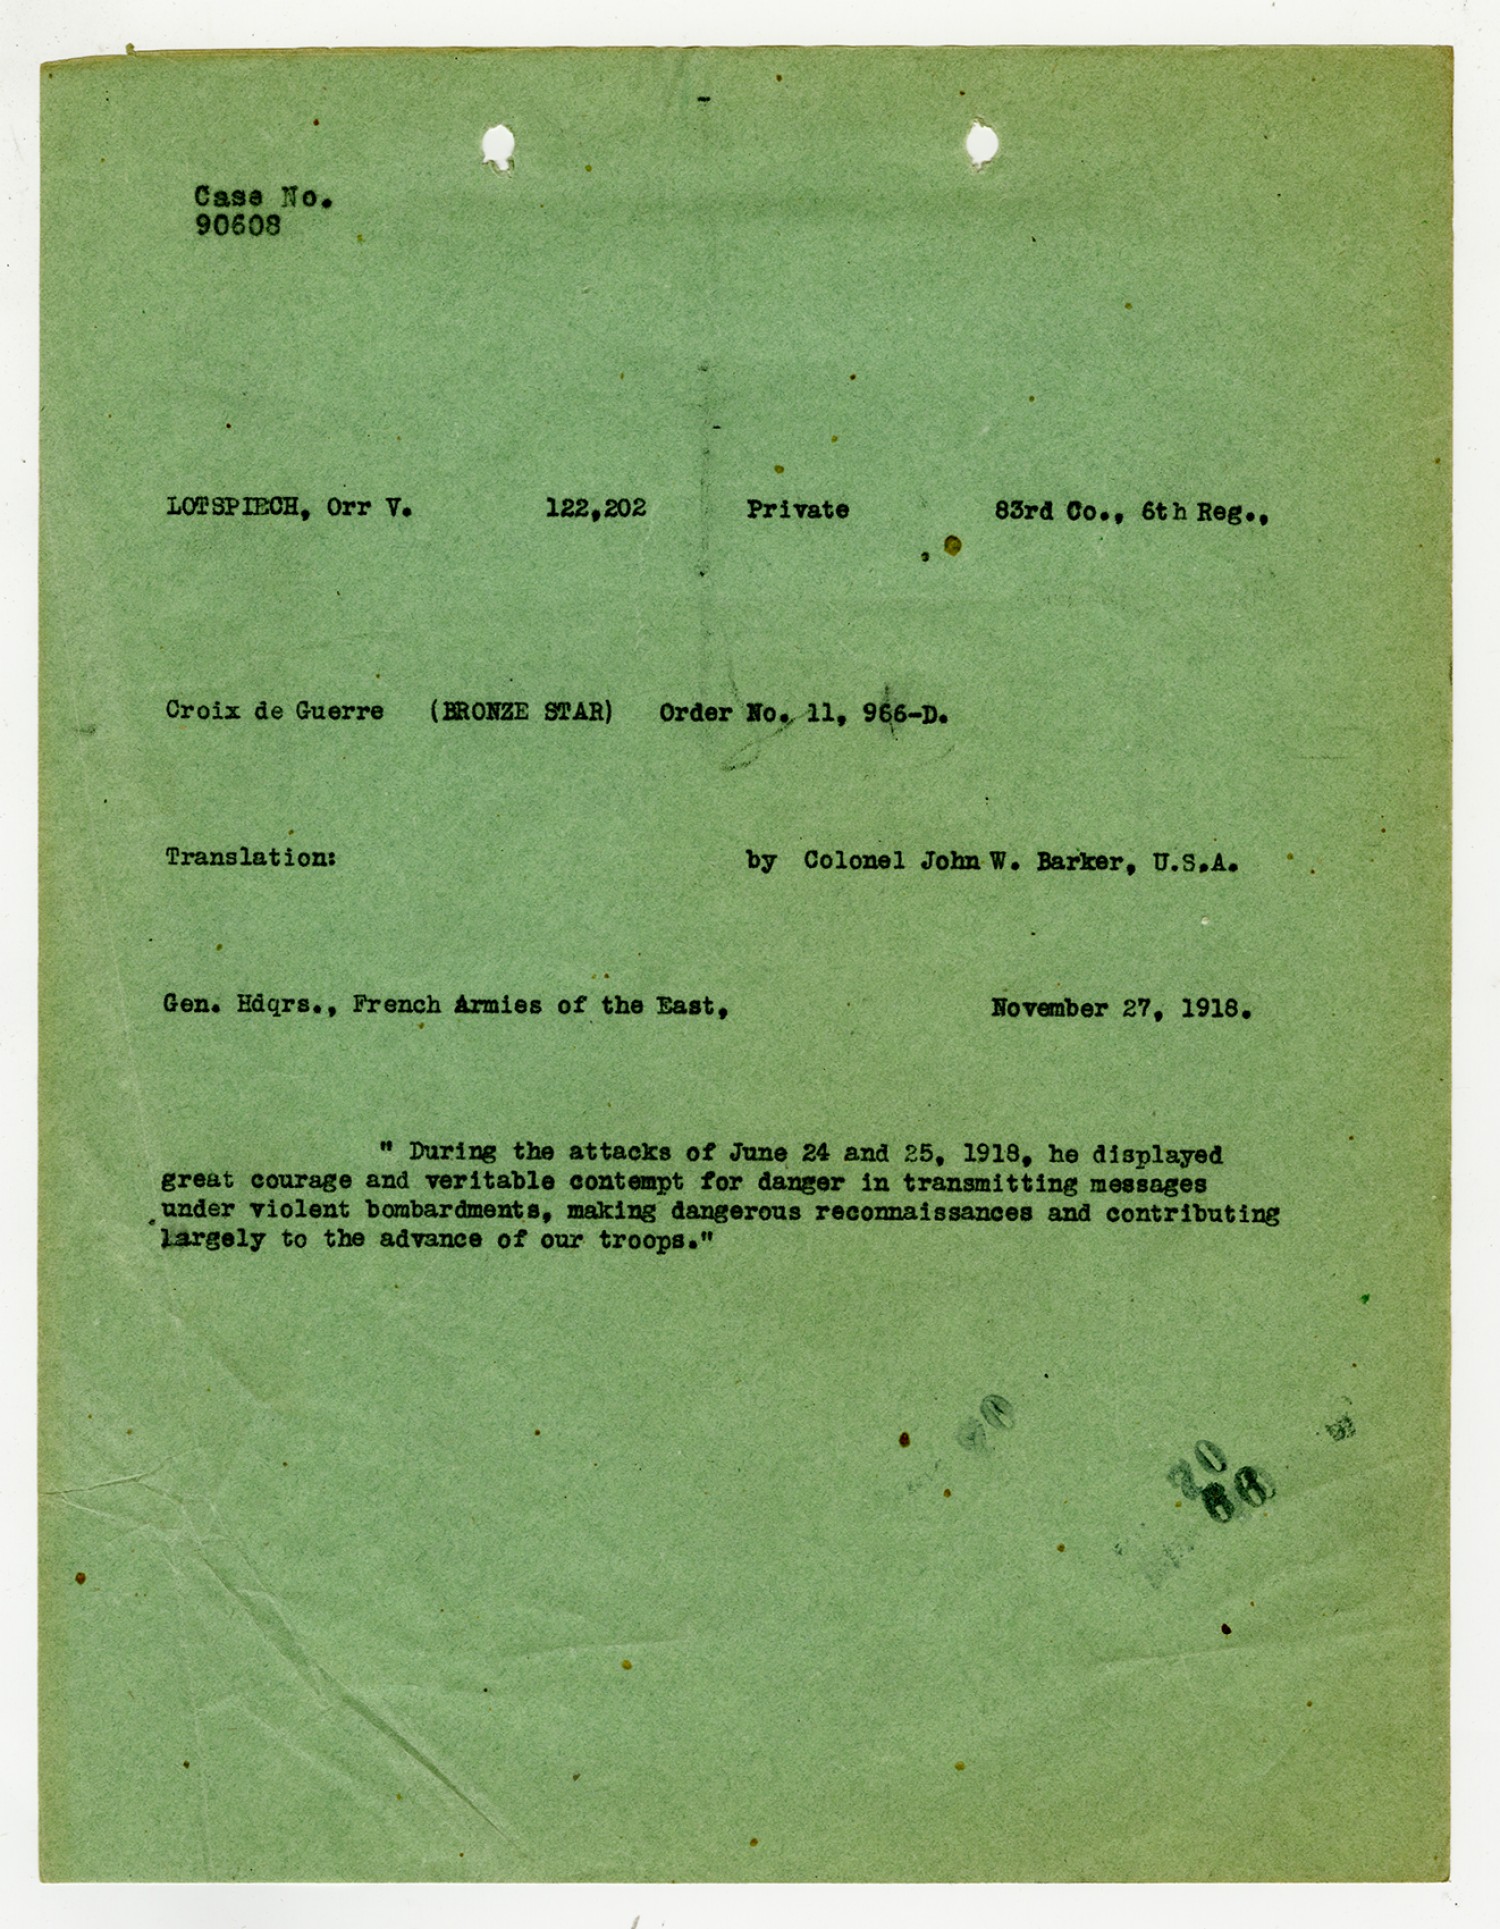 Case No.
90608
LOTSPIECH, Orr V. 122,202 Private 83rd Co., 6th Reg.,
Croix de Guerre (BRONZE STAR) Order No. 11, 966-D.
Translation: by Colonel John W. Barker, U.S.A.
Gen. Hdqrs., French Armies of the East, November 27, 1918.
" During the attacks of June 24 and 25, 1918, he displayed
great courage and veritable contempt for danger in transmitting messages
under violent bombardments, making dangerous reconnaissances and contributing
largely to the advance of our troops."